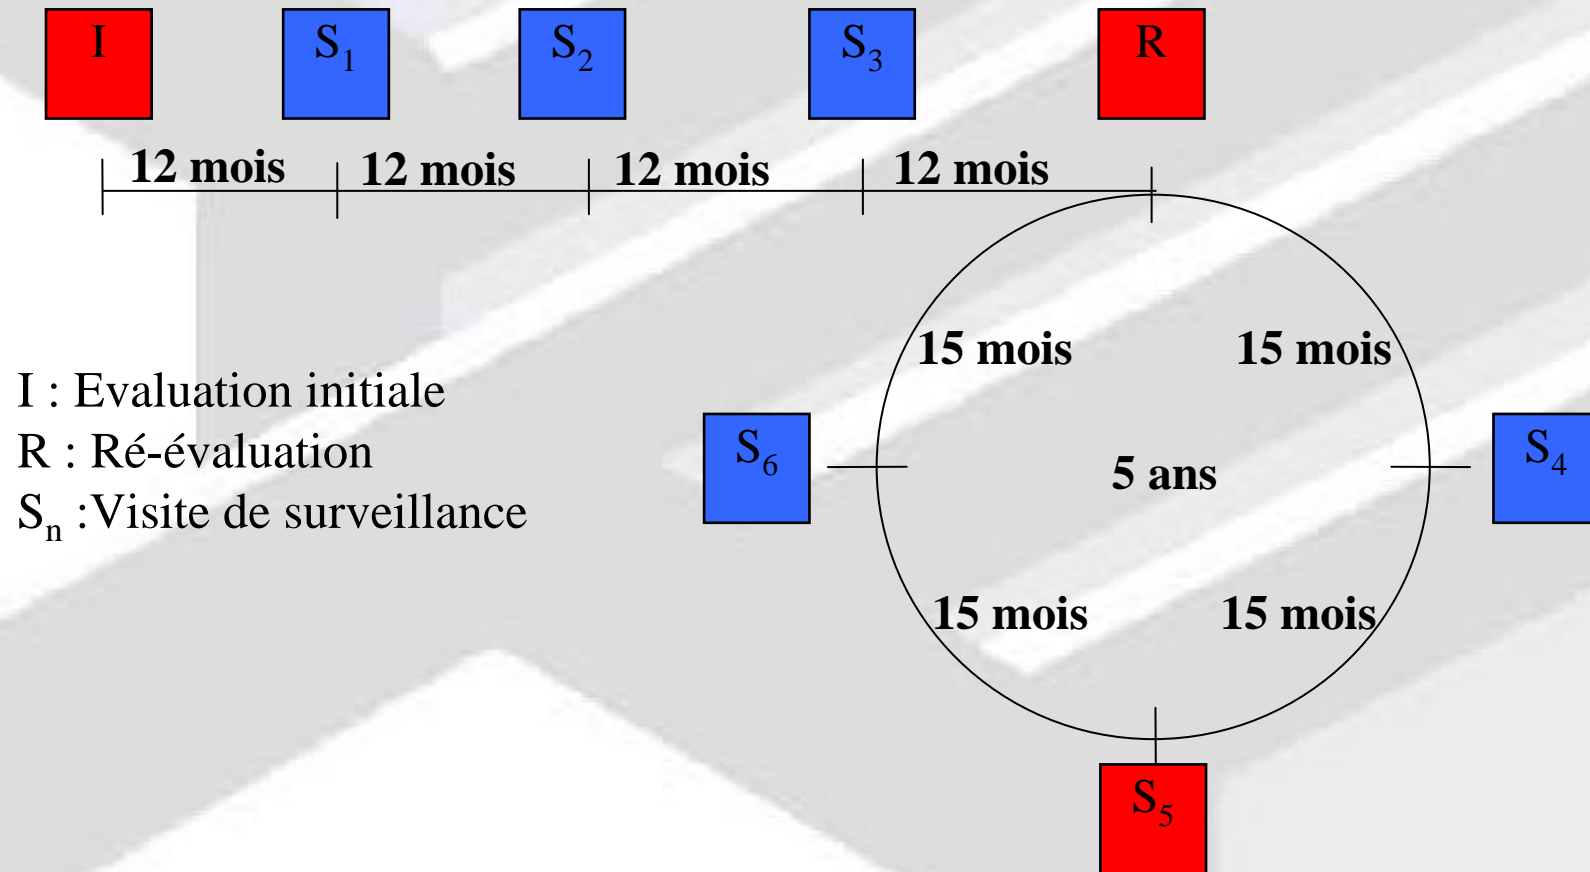 I S₁ S₂ S₃ R
12 mois 12 mois 12 mois 12 mois
15 mois 15 mois
I : Evaluation initiale
R : Ré-évaluation
S₆ 5 ans S₄
Sₙ :Visite de surveillance
15 mois 15 mois
S₅